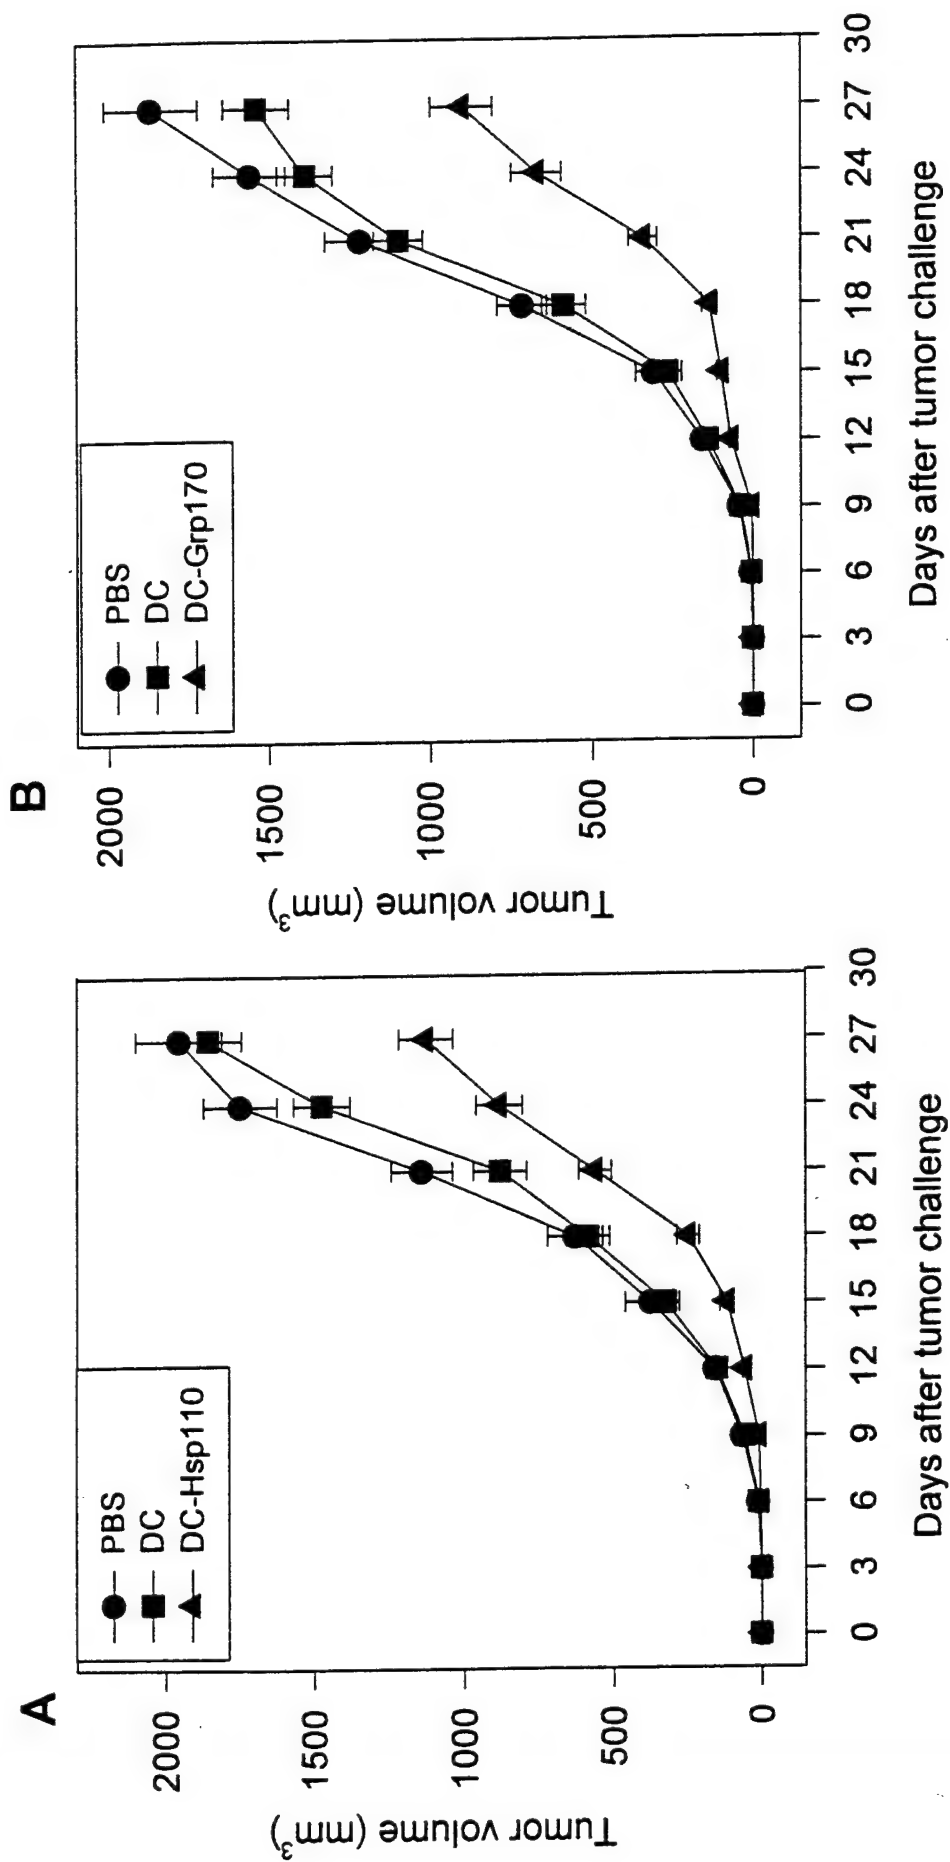 A
PBS
DC
DC-Hsp110
Tumor volume (mm³)
2000
1500
1000
500
0
0 3 6 9 12 15 18 21 24 27 30
Days after tumor challenge
B
PBS
DC
DC-Grp170
Tumor volume (mm³)
2000
1500
1000
500
0
0 3 6 9 12 15 18 21 24 27 30
Days after tumor challenge